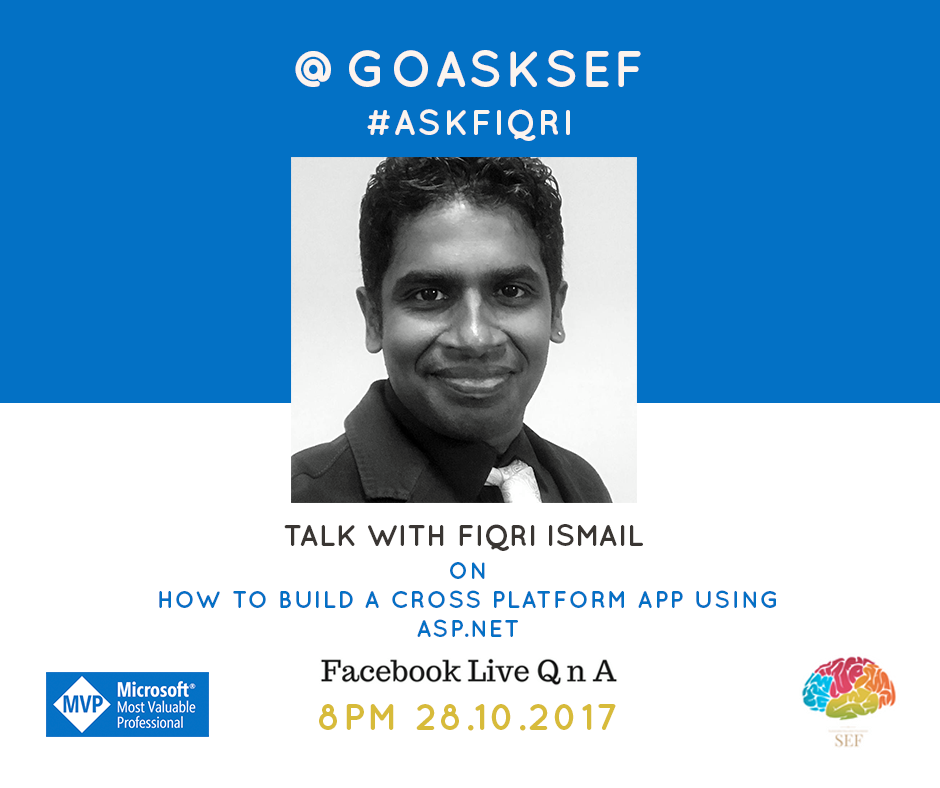 @ GOASKSEF
#ASKFIQRI
TALK WITH FIQRI ISMAIL
ON
HOW TO BUILD A CROSS PLATFORM APP USING
ASP.NET
Facebook Live Q n A
8PM 28.10.2017
MVP
Microsoft®
Most Valuable
Professional
SEF